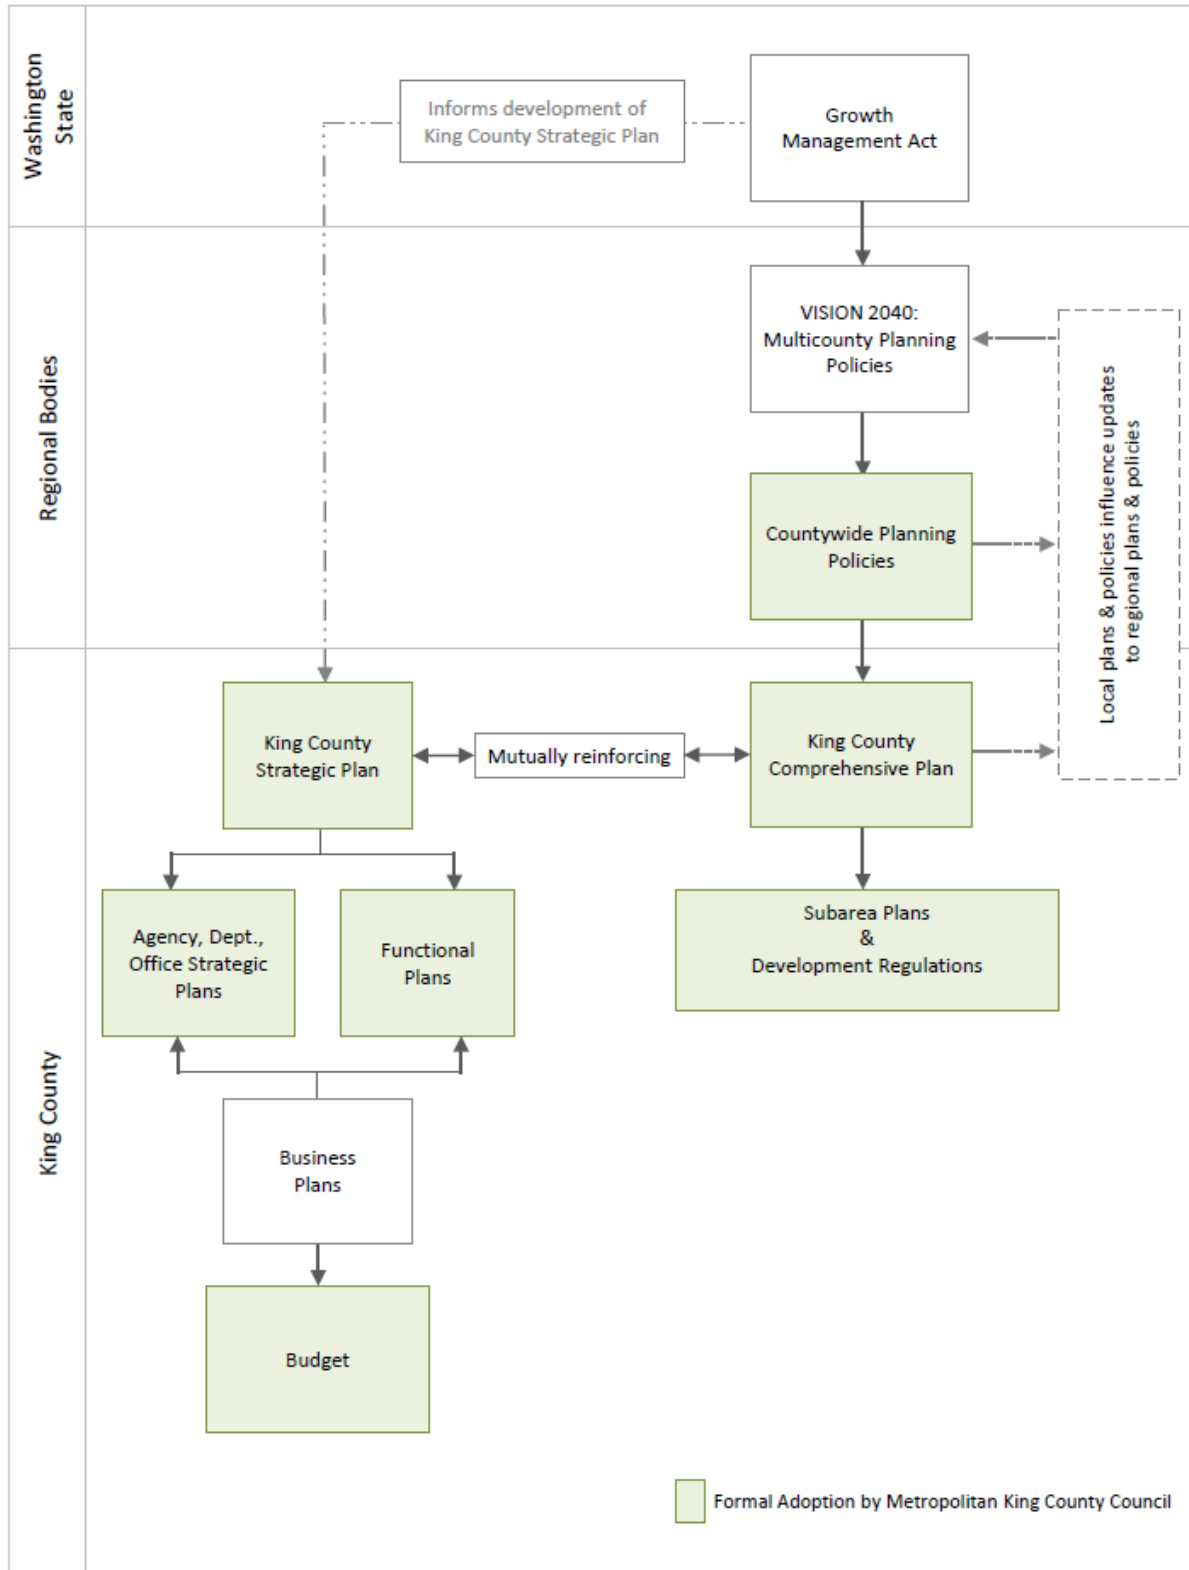 Washington
State
Informs development of
King County Strategic Plan
Growth
Management Act
Regional Bodies
VISION 2040:
Multicounty Planning
Policies
Countywide Planning
Policies
Local plans & policies influence updates
to regional plans & policies
King County
King County
Strategic Plan
Mutually reinforcing
King County
Comprehensive Plan
Agency, Dept.,
Office Strategic
Plans
Functional
Plans
Subarea Plans
&
Development Regulations
Business
Plans
Budget
Formal Adoption by Metropolitan King County Council